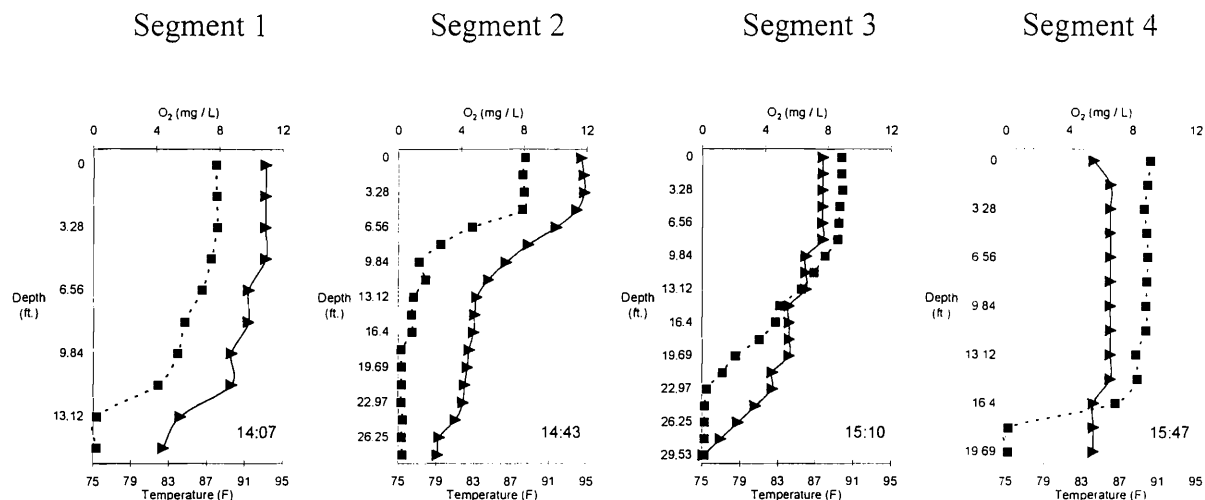 Segment 1
Segment 2
Segment 3
Segment 4
O₂ (mg / L)
0 4 8 12
0
3.28
6.56
Depth
(ft.)
9.84
13.12
14:07
75 79 83 87 91 95
Temperature (F)
O₂ (mg / L)
0 4 8 12
0
3.28
6.56
9.84
Depth
(ft.)
13.12
16.4
19.69
22.97
26.25
14:43
75 79 83 87 91 95
Temperature (F)
O₂ (mg / L)
0 4 8 12
0
3.28
6.56
9.84
Depth
(ft.)
13.12
16.4
19.69
22.97
26.25
29.53
15:10
75 79 83 87 91 95
Temperature (F)
O₂ (mg / L)
0 4 8 12
0
3 28
6 56
Depth
(ft.)
9 84
13 12
16 4
19 69
15:47
75 79 83 87 91 95
Temperature (F)